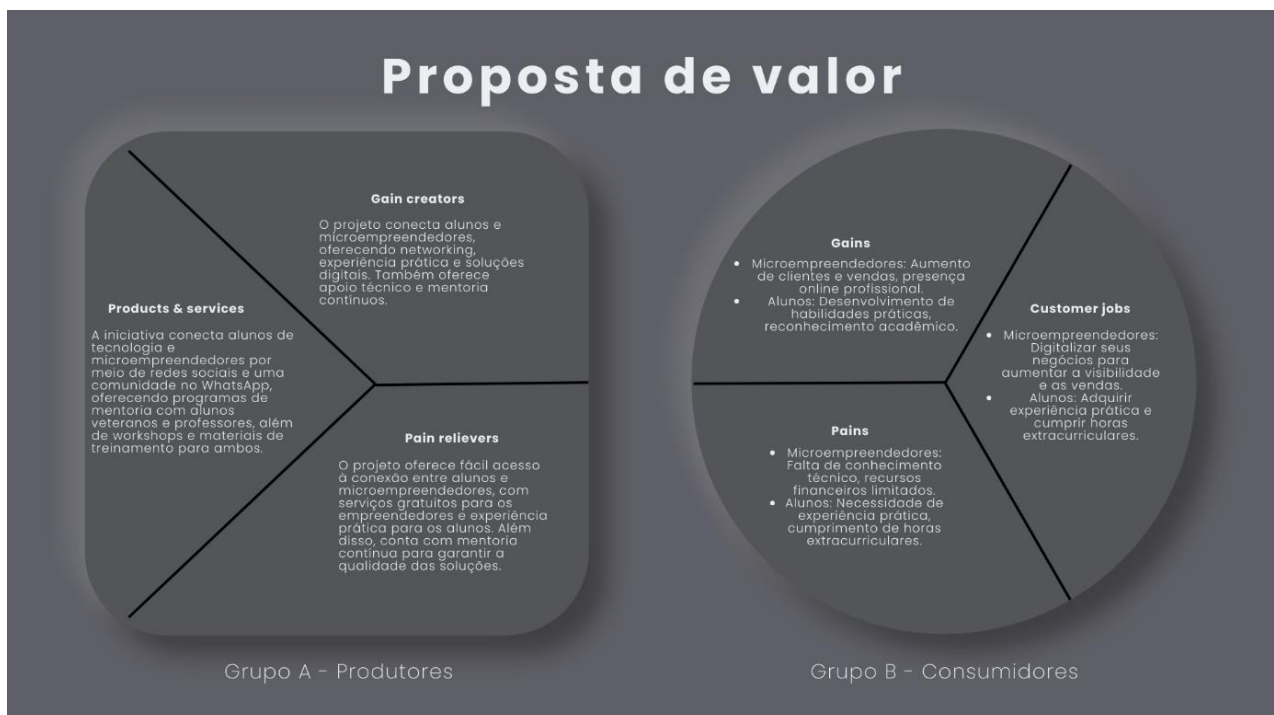 Proposta de valor
Gain creators
O projeto conecta alunos e
microempreendedores,
oferecendo networking,
experiência prática e soluções
digitais. Também oferece
apoio técnico e mentoria
contínuos.
Products & services
A iniciativa conecta alunos de
tecnologia e
microempreendedores por
meio de redes sociais e uma
comunidade no WhatsApp,
oferecendo programas de
mentoria com alunos
veteranos e professores, além
de workshops e materiais de
treinamento para ambos.
Pain relievers
O projeto oferece fácil acesso
à conexão entre alunos e
microempreendedores, com
serviços gratuitos para os
empreendedores e experiência
prática para os alunos. Além
disso, conta com mentoria
contínua para garantir a
qualidade das soluções.
Grupo A - Produtores
Gains
• Microempreendedores: Aumento
de clientes e vendas, presença
online profissional.
• Alunos: Desenvolvimento de
habilidades práticas,
reconhecimento acadêmico.
Customer jobs
• Microempreendedores:
Digitalizar seus
negócios para
aumentar a visibilidade
e as vendas.
• Alunos: Adquirir
experiência prática e
cumprir horas
extracurriculares.
Pains
• Microempreendedores:
Falta de conhecimento
técnico, recursos
financeiros limitados.
• Alunos: Necessidade de
experiência prática,
cumprimento de horas
extracurriculares.
Grupo B - Consumidores